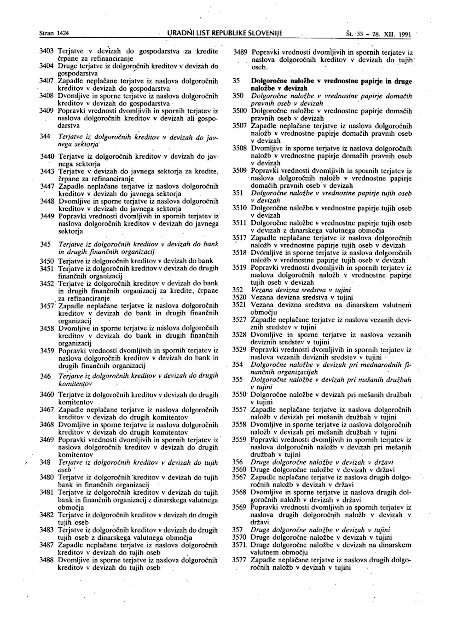 Stran 1424
URADNI LIST REPUBLIKE SLOVENIJE
Št. 33 – 28. XII. 1991
3403 Terjatve v devizah do gospodarstva za kredite
črpane za refinanciranje
3404 Druge terjatve iz dolgoročnih kreditov v devizah do
gospodarstva
3407 Zapadle neplačane terjatve iz naslova dolgoročnih
kreditov v devizah do gospodarstva
3408 Dvomljive in sporne terjatve iz naslova dolgoročnih
kreditov v devizah do gospodarstva
3409 Popravki vrednosti dvomljivih in spornih terjatev iz
naslova dolgoročnih kreditov v devizah ali gospo-
darstva
344 Terjatve iz dolgoročnih kreditov v devizah do jav-
nega sektorja
3440 Terjatve iz dolgoročnih kreditov v devizah do jav-
nega sektorja
3443 Terjatve v devizah do javnega sektorja za kredite,
črpane za refinanciranje
3447 Zapadle neplačane terjatve iz naslova dolgoročnih
kreditov v devizah do javnega sektorja
3448 Dvomljive in sporne terjatve iz naslova dolgoročnih
kreditov v devizah do javnega sektorja
3449 Popravki vrednosti dvomljivih in spornih terjatev iz
naslova dolgoročnih kreditov v devizah do javnega
sektorja
345 Terjatve iz dolgoročnih kreditov v devizah do bank
in drugih finančnih organizacij
3450 Terjatve iz dolgoročnih kreditov v devizah do bank
3451 Terjatve iz dolgoročnih kreditov v devizah do drugih
finančnih organizacij
3452 Terjatve iz dolgoročnih kreditov v devizah do bank
in drugih finančnih organizacij za kredite, črpane
za refinanciranje
3457 Zapadle neplačane terjatve iz naslova dolgoročnih
kreditov v devizah do bank in drugih finančnih
organizacij
3458 Dvomljive in sporne terjatve iz naslova dolgoročnih
kreditov v devizah do bank in drugih finančnih
organizacij
3459 Popravki vrednosti dvomljivih in spornih terjatev iz
naslova dolgoročnih kreditov v devizah do bank in
drugih finančnih organizacij
346 Terjatve iz dolgoročnih kreditov v devizah do drugih
komitentov
3460 Terjatve iz dolgoročnih kreditov v devizah do drugih
komitentov
3467 Zapadle neplačane terjatve iz naslova dolgoročnih
kreditov v devizah do drugih komitentov
3468 Dvomljive in sporne terjatve iz naslova dolgoročnih
kreditov v devizah do drugih komitentov
3469 Popravki vrednosti dvomljivih in spornih terjatev iz
naslova dolgoročnih kreditov v devizah do drugih
komitentov
348 Terjatve iz dolgoročnih kreditov v devizah do tujih
oseb
3480 Terjatve iz dolgoročnih kreditov v devizah do tujih
bank in finančnih organizacij
3481 Terjatve iz dolgoročnih kreditov v devizah do tujih
bank in finančnih organizacij z dinarskega valutnega
območja
3482 Terjatve iz dolgoročnih kreditov v devizah do drugih
tujih oseb
3483 Terjatve iz dolgoročnih kreditov v devizah do drugih
tujih oseb z dinarskega valutnega območja
3487 Zapadle neplačane terjatve iz naslova dolgoročnih
kreditov v devizah do tujih oseb
3488 Dvomljive in sporne terjatve iz naslova dolgoročnih
kreditov v devizah do tujih oseb
3489 Popravki vrednosti dvomljivih in spornih terjatev iz
naslova dolgoročnih kreditov v devizah do tujih
oseb
35 Dolgoročne naložbe v vrednostne papirje in druge
naložbe v devizah
350 Dolgoročne naložbe v vrednostne papirje domačih
pravnih oseb v devizah
3500 Dolgoročne naložbe v vrednostne papirje domačih
pravnih oseb v devizah
3507 Zapadle neplačane terjatve iz naslova dolgoročnih
naložb v vrednostne papirje domačih pravnih oseb
v devizah
3508 Dvomljive in sporne terjatve iz naslova dolgoročnih
naložb v vrednostne papirje domačih pravnih oseb
v devizah
3509 Popravki vrednosti dvomljivih in spornih terjatev iz
naslova dolgoročnih naložb v vrednostne papirje
domačih pravnih oseb v devizah
351 Dolgoročne naložbe v vrednostne papirje tujih oseb
v devizah
3510 Dolgoročne naložbe v vrednostne papirje tujih oseb
v devizah
3511 Dolgoročne naložbe v vrednostne papirje tujih oseb
v devizah z dinarskega valutnega območja
3517 Zapadle neplačane terjatve iz naslova dolgoročnih
naložb v vrednostne papirje tujih oseb v devizah
3518 Dvomljive in sporne terjatve iz naslova dolgoročnih
naložb v vrednostne papirje tujih oseb v devizah
3519 Popravki vrednosti dvomljivih in spornih terjatev iz
naslova dolgoročnih naložb v vrednostne papirje
tujih oseb v devizah
352 Vezana devizna sredstva v tujini
3520 Vezana devizna sredstva v tujini
3521 Vezana devizna sredstva na dinarskem valutnem
območju
3527 Zapadle neplačane terjatve iz naslova vezanih devi-
znih sredstev v tujini
3528 Dvomljive in sporne terjatve iz naslova vezanih
deviznih sredstev v tujini
3529 Popravki vrednosti dvomljivih in spornih terjatev iz
naslova vezanih deviznih sredstev v tujini
354 Dolgoročne naložbe v devizah pri mednarodnih fi-
nančnih organizacijah
355 Dolgoročne naložbe v devizah pri mešanih družbah
v tujini
3550 Dolgoročne naložbe v devizah pri mešanih družbah
v tujini
3557 Zapadle neplačane terjatve iz naslova dolgoročnih
naložb v devizah pri mešanih družbah v tujini
3558 Dvomljive in sporne terjatve iz naslova dolgoročnih
naložb v devizah pri mešanih družbah v tujini
3559 Popravki vrednosti dvomljivih in spornih terjatev iz
naslova dolgoročnih naložb v devizah pri mešanih
družbah v tujini
356 Druge dolgoročne naložbe v devizah v državi
3560 Druge dolgoročne naložbe v devizah v državi
3567 Zapadle neplačane terjatve iz naslova drugih dolgo-
ročnih naložb v devizah v državi
3568 Dvomljive in sporne terjatve iz naslova drugih dol-
goročnih naložb v devizah v državi
3569 Popravki vrednosti dvomljivih in spornih terjatev iz
naslova drugih dolgoročnih naložb v devizah v
državi
357 Druge dolgoročne naložbe v devizah v tujini
3570 Druge dolgoročne naložbe v devizah v tujini
3571 Druge dolgoročne naložbe v devizah na dinarskem
valutnem območju
3577 Zapadle neplačane terjatve iz naslova drugih dolgo-
ročnih naložb v devizah v tujini